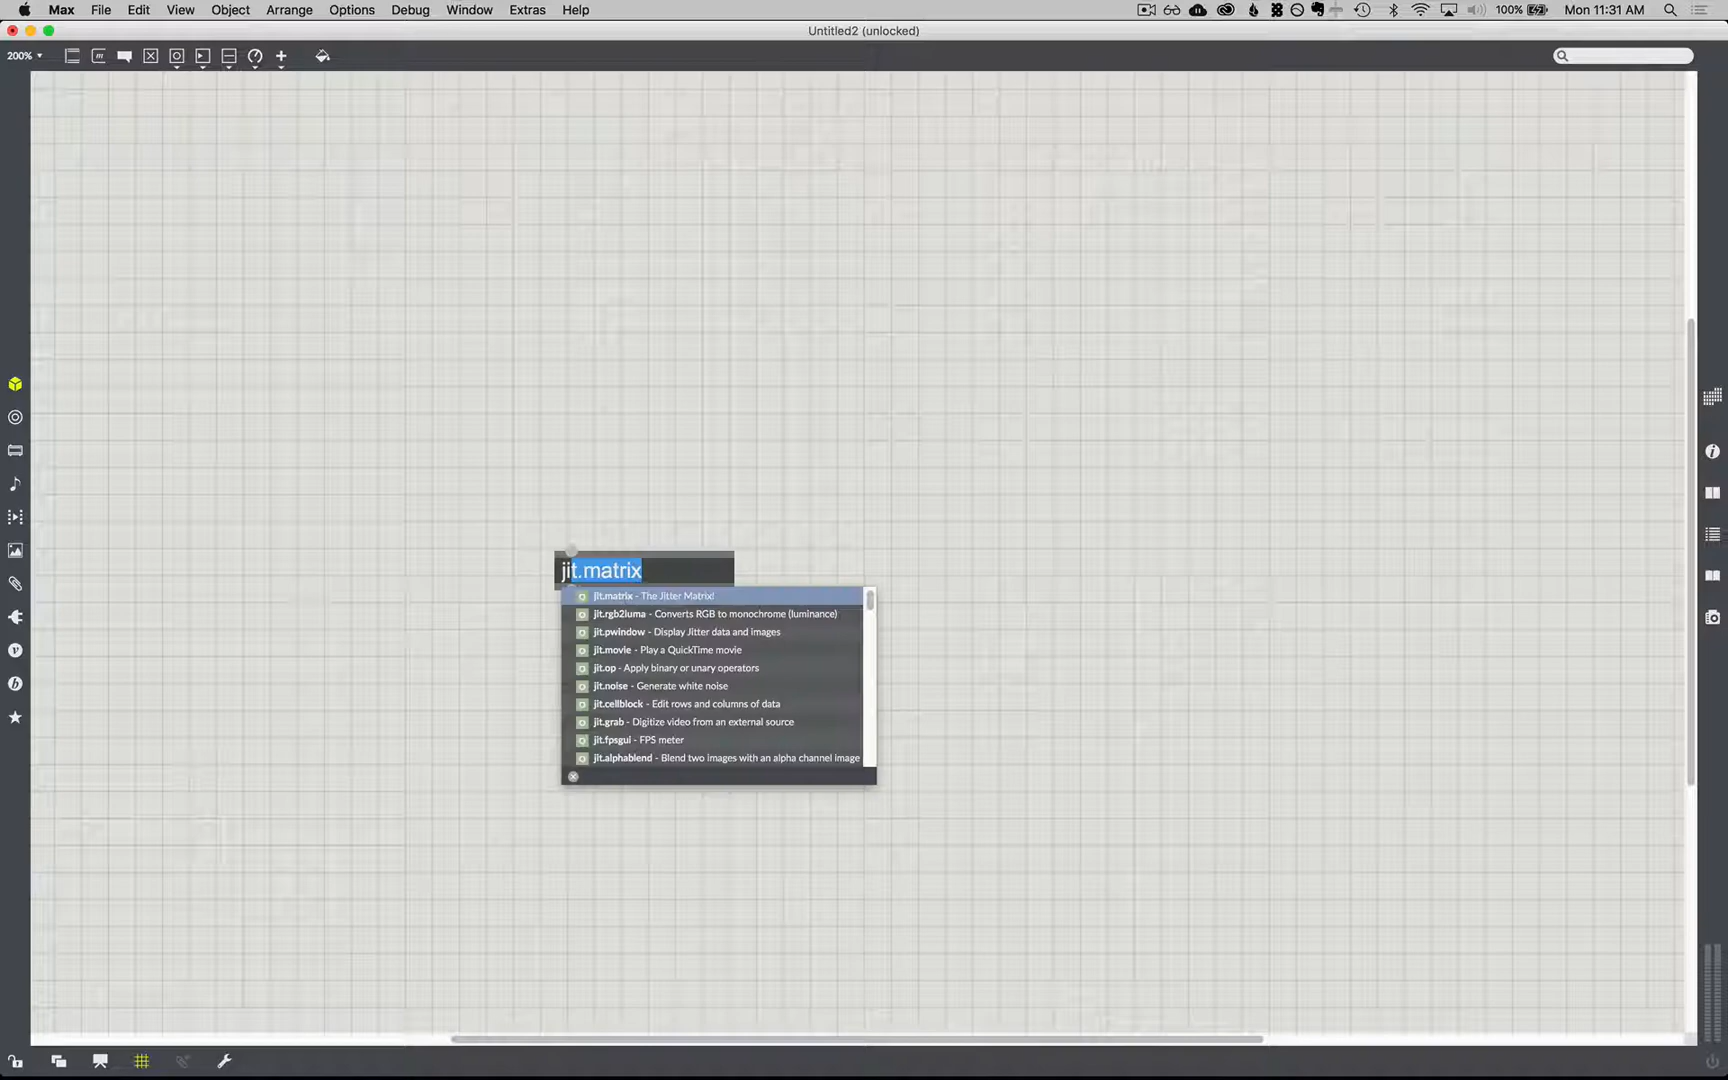 Max File Edit View Object Arrange Options Debug Window Extras Help 100% Mon 11:31 AM
Untitled2 (unlocked)
200%
jit.matrix
jit.matrix - The Jitter Matrix!
jit.rgb2luma - Converts RGB to monochrome (luminance)
jit.pwindow - Display Jitter data and images
jit.movie - Play a QuickTime movie
jit.op - Apply binary or unary operators
jit.noise - Generate white noise
jit.cellblock - Edit rows and columns of data
jit.grab - Digitize video from an external source
jit.fpsgui - FPS meter
jit.alphablend - Blend two images with an alpha channel image